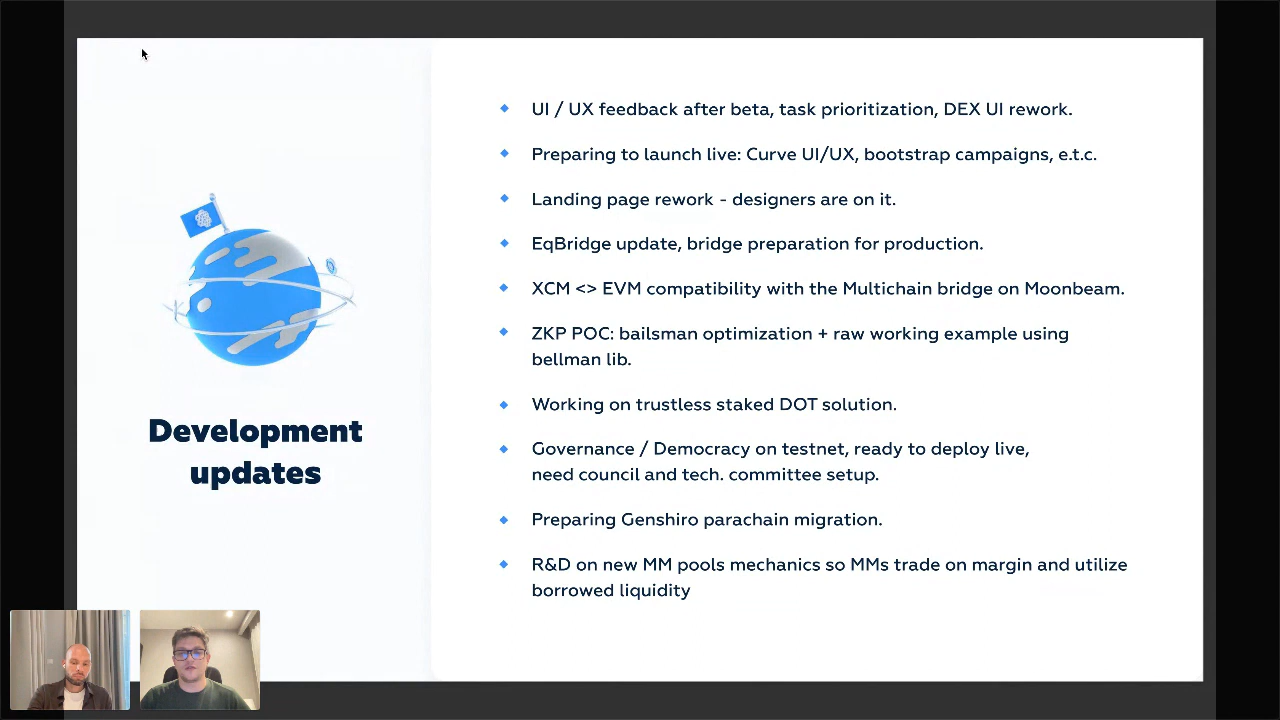 Development
updates
UI / UX feedback after beta, task prioritization, DEX UI rework.
Preparing to launch live: Curve UI/UX, bootstrap campaigns, e.t.c.
Landing page rework - designers are on it.
EqBridge update, bridge preparation for production.
XCM <> EVM compatibility with the Multichain bridge on Moonbeam.
ZKP POC: bailsman optimization + raw working example using
bellman lib.
Working on trustless staked DOT solution.
Governance / Democracy on testnet, ready to deploy live,
need council and tech. committee setup.
Preparing Genshiro parachain migration.
R&D on new MM pools mechanics so MMs trade on margin and utilize
borrowed liquidity